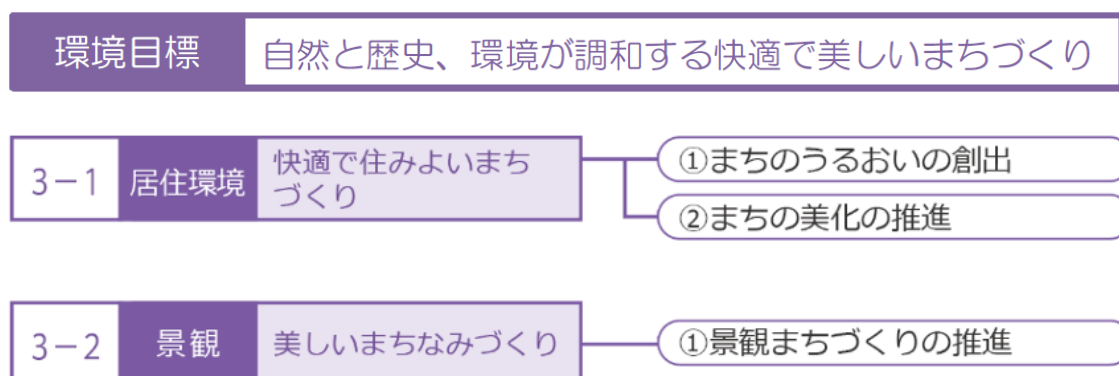 環境目標 自然と歴史、環境が調和する快適で美しいまちづくり
3－1 居住環境 快適で住みよいまち
づくり
①まちのうるおいの創出
②まちの美化の推進
3－2 景観 美しいまちなみづくり ①景観まちづくりの推進